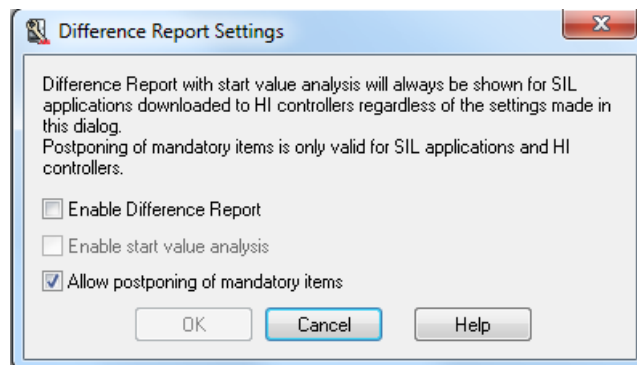 Difference Report Settings
Difference Report with start value analysis will always be shown for SIL
applications downloaded to HI controllers regardless of the settings made in
this dialog.
Postponing of mandatory items is only valid for SIL applications and HI
controllers.
Enable Difference Report
Enable start value analysis
Allow postponing of mandatory items
OK Cancel Help